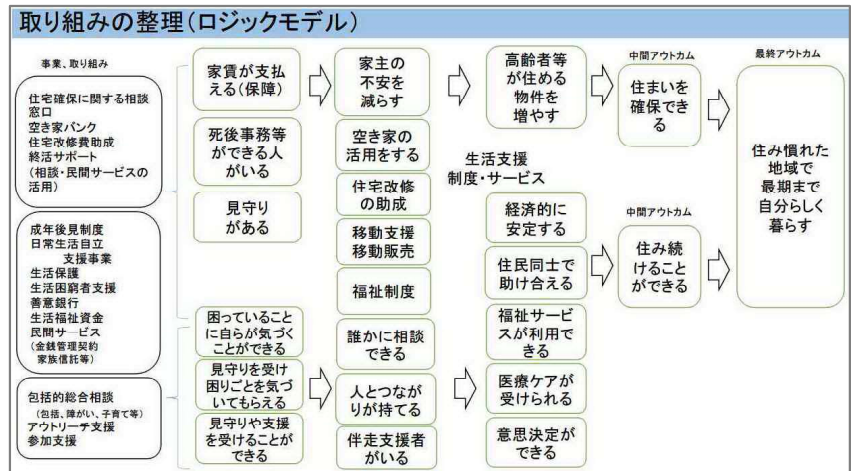 取り組みの整理(ロジックモデル)
事業、取り組み
住宅確保に関する相談
窓口
空き家バンク
住宅改修費助成
終活サポート
(相談・民間サービスの
活用)
成年後見制度
日常生活自立
支援事業
生活保護
生活困窮者支援
善意銀行
生活福祉資金
民間サービス
(金銭管理契約
家族信託等)
包括的総合相談
(包括、障がい、子育て等)
アウトリーチ支援
参加支援
家賃が支払
える(保障)
死後事務等
ができる人
がいる
見守り
がある
困っていること
に自らが気づく
ことができる
見守りを受け
困りごとを気づ
いてもらえる
見守りや支援
を受けることが
できる
家主の
不安を
減らす
空き家の
活用をする
住宅改修
の助成
移動支援
移動販売
福祉制度
誰かに相談
できる
人とつなが
りが持てる
伴走支援者
がいる
高齢者等
が住める
物件を
増やす
生活支援
制度・サービス
経済的に
安定する
住民同士で
助け合える
福祉サービ
スが利用で
きる
医療ケアが
受けられる
意思決定が
できる
中間アウトカム
住まいを
確保でき
る
中間アウトカム
住み続
けること
ができる
最終アウトカム
住み慣れた
地域で
最期まで
自分らしく
暮らす